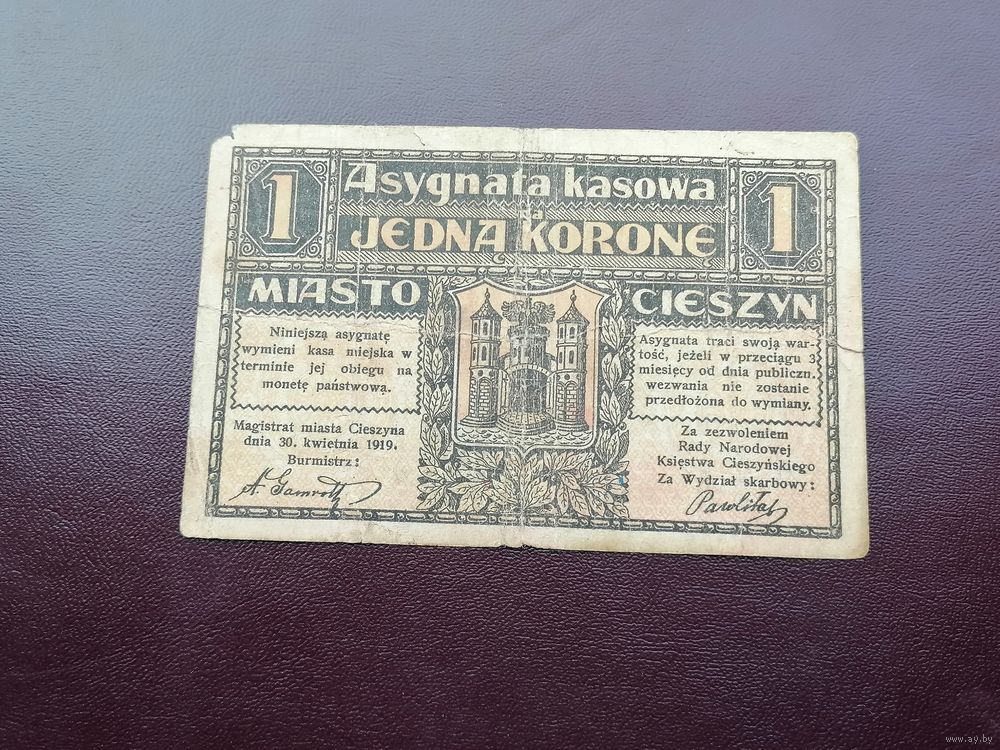 1 Asygnata kasowa 1
na
JEDNĄ KORONĘ
MIASTO CIESZYN
Niniejszą asygnatę
wymieni kasa miejska w
terminie jej obiegu na
monetę państwową.
Magistrat miasta Cieszyna
dnia 30. kwietnia 1919.
Burmistrz:
Asygnata traci swoją war-
tość, jeżeli w przeciągu 3
miesięcy od dnia publiczn.
wezwania nie zostanie
przedłożona do wymiany.
Za zezwoleniem
Rady Narodowej
Księstwa Cieszyńskiego
Za Wydział skarbowy:
www.ay.by